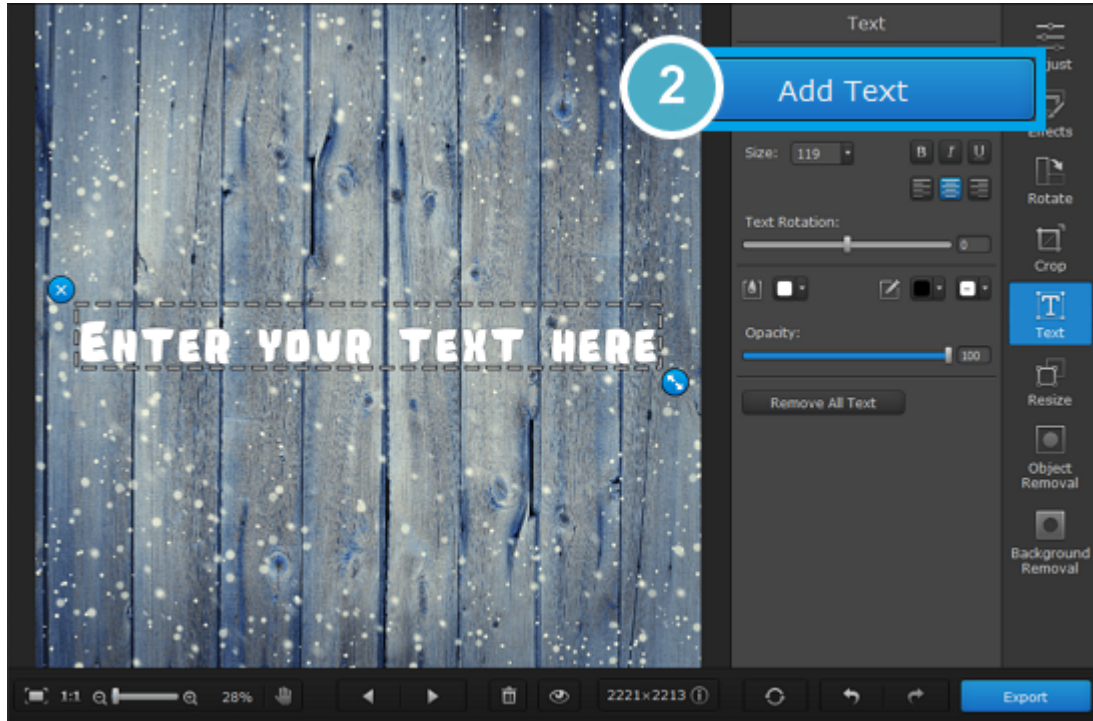 Text
2
Add Text
Adjust
Effects
Size: 119
B I U
Rotate
Text Rotation:
0
Crop
ENTER YOUR TEXT HERE
T
Text
Opacity:
100
Resize
Remove All Text
Object
Removal
Background
Removal
1:1
28%
2221×2213
Export